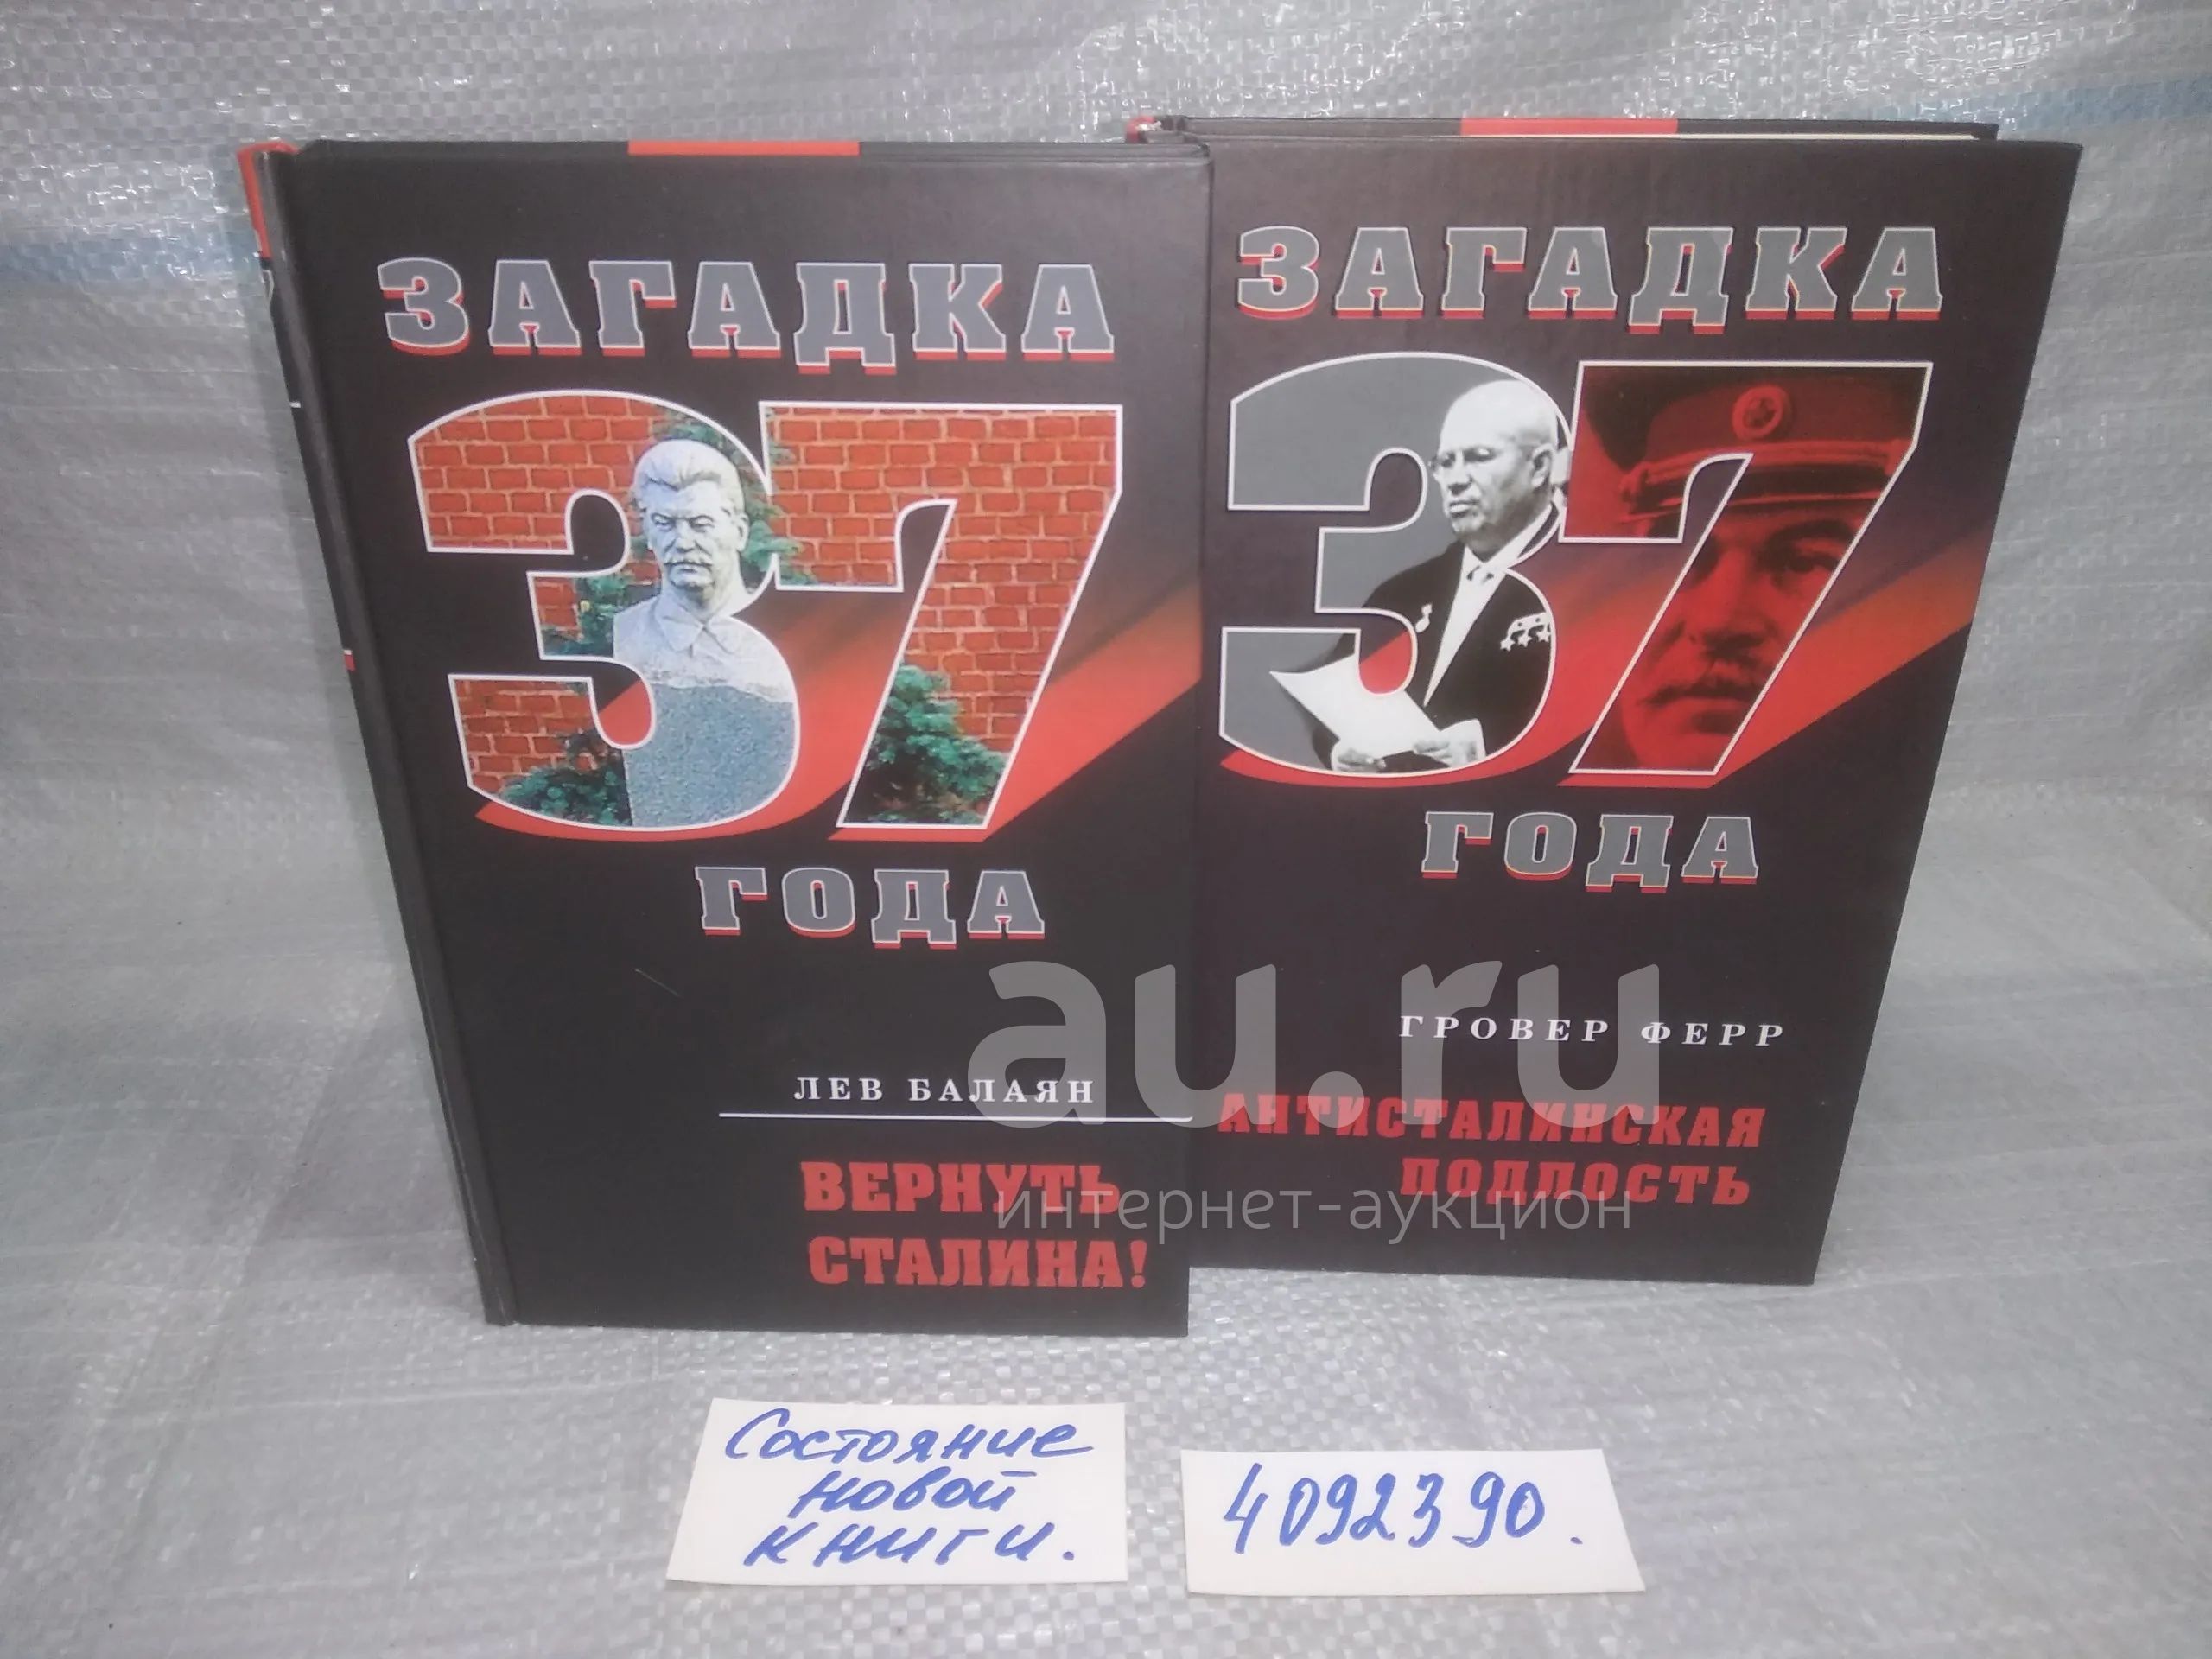 ЗАГАДКА
37
ГОДА
ЛЕВ БАЛАЯН
ВЕРНУТЬ
СТАЛИНА!
ЗАГАДКА
37
ГОДА
ГРОВЕР ФЕРР
АНТИСТАЛИНСКАЯ
ПОДЛОСТЬ
au.ru
интернет-аукцион
Состояние
новой
книги.
4092390.